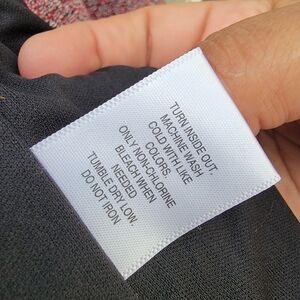 TURN INSIDE OUT.
MACHINE WASH
COLD WITH LIKE
COLORS.
ONLY NON-CHLORINE
BLEACH WHEN
NEEDED
TUMBLE DRY LOW.
DO NOT IRON